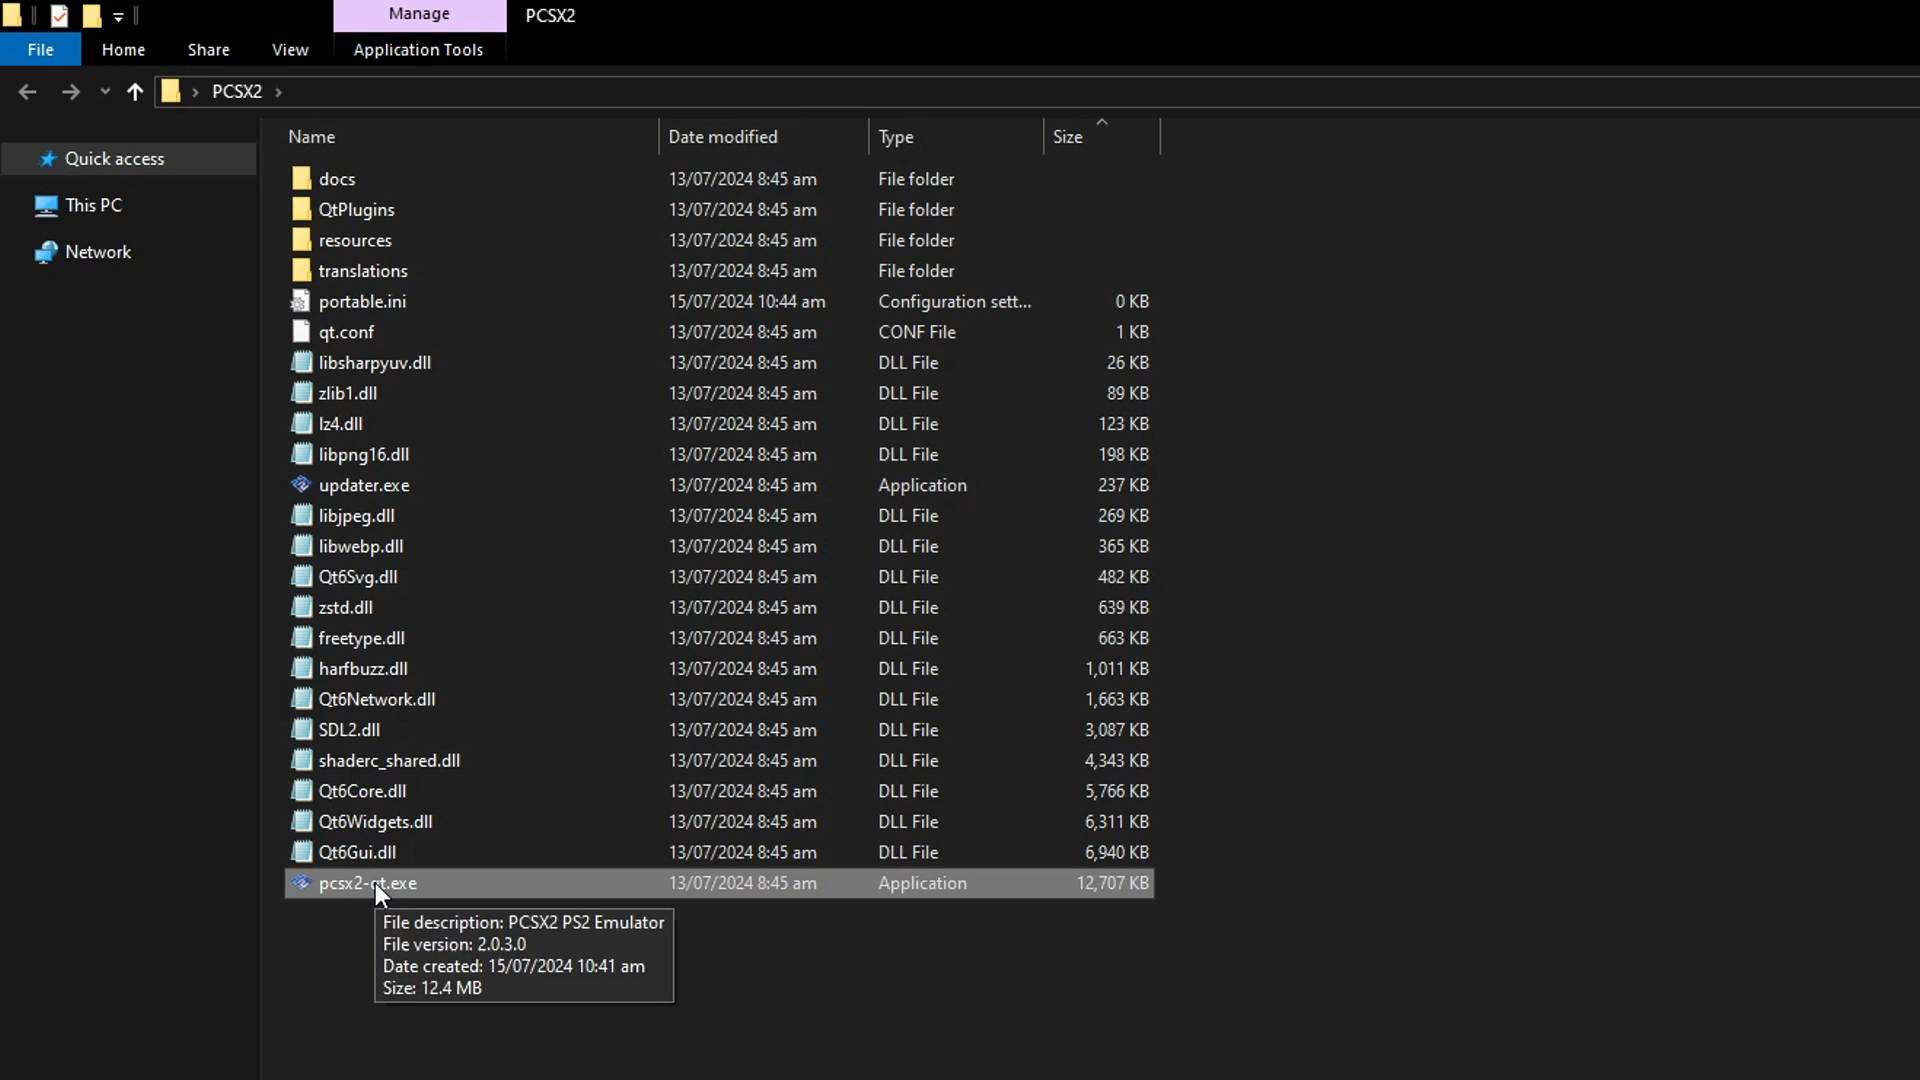 Manage
PCSX2
File
Home
Share
View
Application Tools
PCSX2
Quick access
This PC
Network
Name Date modified Type Size
docs 13/07/2024 8:45 am File folder
QtPlugins 13/07/2024 8:45 am File folder
resources 13/07/2024 8:45 am File folder
translations 13/07/2024 8:45 am File folder
portable.ini 15/07/2024 10:44 am Configuration sett... 0 KB
qt.conf 13/07/2024 8:45 am CONF File 1 KB
libsharpyuv.dll 13/07/2024 8:45 am DLL File 26 KB
zlib1.dll 13/07/2024 8:45 am DLL File 89 KB
lz4.dll 13/07/2024 8:45 am DLL File 123 KB
libpng16.dll 13/07/2024 8:45 am DLL File 198 KB
updater.exe 13/07/2024 8:45 am Application 237 KB
libjpeg.dll 13/07/2024 8:45 am DLL File 269 KB
libwebp.dll 13/07/2024 8:45 am DLL File 365 KB
Qt6Svg.dll 13/07/2024 8:45 am DLL File 482 KB
zstd.dll 13/07/2024 8:45 am DLL File 639 KB
freetype.dll 13/07/2024 8:45 am DLL File 663 KB
harfbuzz.dll 13/07/2024 8:45 am DLL File 1,011 KB
Qt6Network.dll 13/07/2024 8:45 am DLL File 1,663 KB
SDL2.dll 13/07/2024 8:45 am DLL File 3,087 KB
shaderc_shared.dll 13/07/2024 8:45 am DLL File 4,343 KB
Qt6Core.dll 13/07/2024 8:45 am DLL File 5,766 KB
Qt6Widgets.dll 13/07/2024 8:45 am DLL File 6,311 KB
Qt6Gui.dll 13/07/2024 8:45 am DLL File 6,940 KB
pcsx2-qt.exe 13/07/2024 8:45 am Application 12,707 KB
File description: PCSX2 PS2 Emulator
File version: 2.0.3.0
Date created: 15/07/2024 10:41 am
Size: 12.4 MB